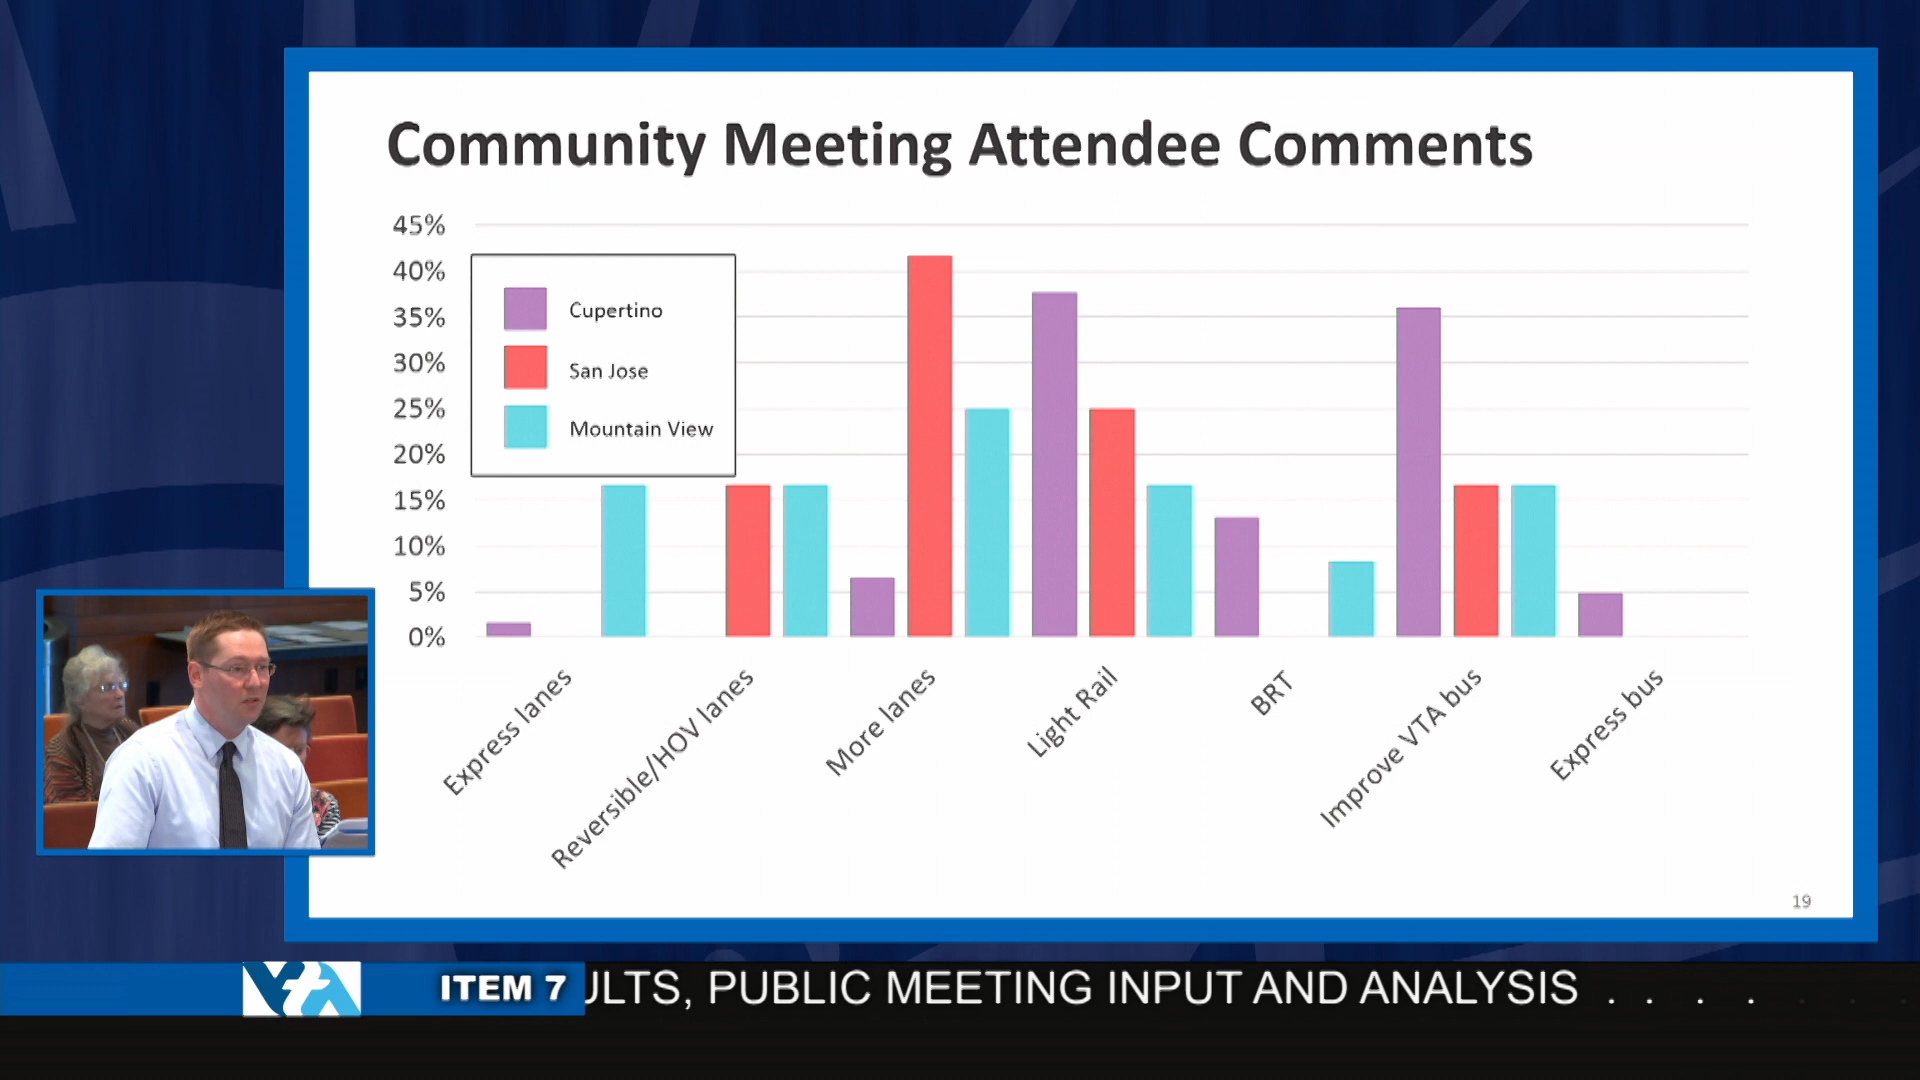 Community Meeting Attendee Comments
45%
40%
35%
30%
25%
20%
15%
10%
5%
0%
Cupertino
San Jose
Mountain View
Express lanes
Reversible/HOV lanes
More lanes
Light Rail
BRT
Improve VTA bus
Express bus
19
VTA
ITEM 7
ULTS, PUBLIC MEETING INPUT AND ANALYSIS . . . .